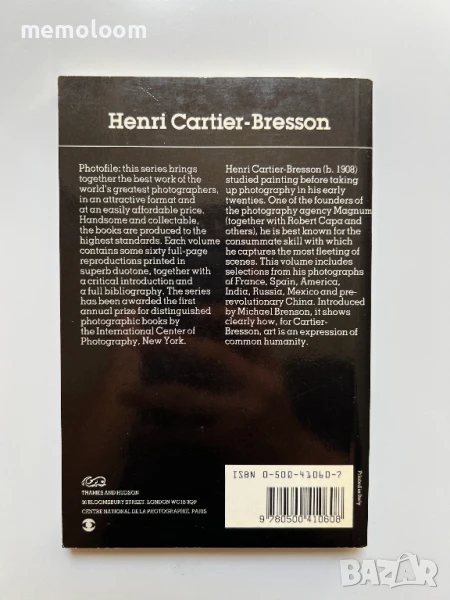 memoloom
Henri Cartier-Bresson
Photofile: this series brings
together the best work of the
world's greatest photographers,
in an attractive format and
at an easily affordable price.
Handsome and collectable,
the books are produced to the
highest standards. Each volume
contains some sixty full-page
reproductions printed in
superb duotone, together with
a critical introduction and
a full bibliography. The series
has been awarded the first
annual prize for distinguished
photographic books by
the International Center of
Photography, New York.
Henri Cartier-Bresson (b. 1908)
studied painting before taking
up photography in his early
twenties. One of the founders of
the photography agency Magnum
(together with Robert Capa and
others), he is best known for the
consummate skill with which
he captures the most fleeting of
scenes. This volume includes
selections from his photographs
of France, Spain, America,
India, Russia, Mexico and pre-
revolutionary China. Introduced
by Michael Brenson, it shows
clearly how, for Cartier-
Bresson, art is an expression of
common humanity.
THAMES AND HUDSON
30 BLOOMSBURY STREET LONDON WC1B 3QP
CENTRE NATIONAL DE LA PHOTOGRAPHIE, PARIS
ISBN 0-500-41060-7
9 780500 410608
Printed in Italy
BAZAR